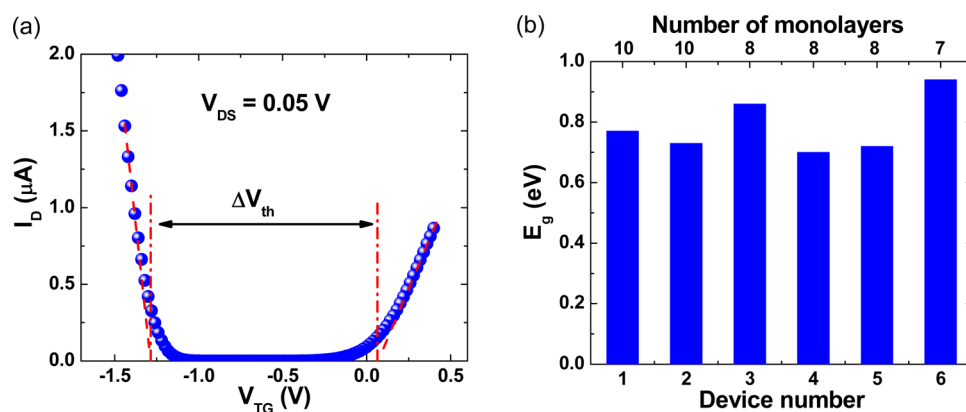 (a)
2.0
1.5
1.0
0.5
0.0
I_D (μA)
V_DS = 0.05 V
ΔV_th
-1.5 -1.0 -0.5 0.0 0.5
V_TG (V)
(b)
Number of monolayers
10 10 8 8 8 7
1.0
0.8
0.6
0.4
0.2
0.0
E_g (eV)
1 2 3 4 5 6
Device number